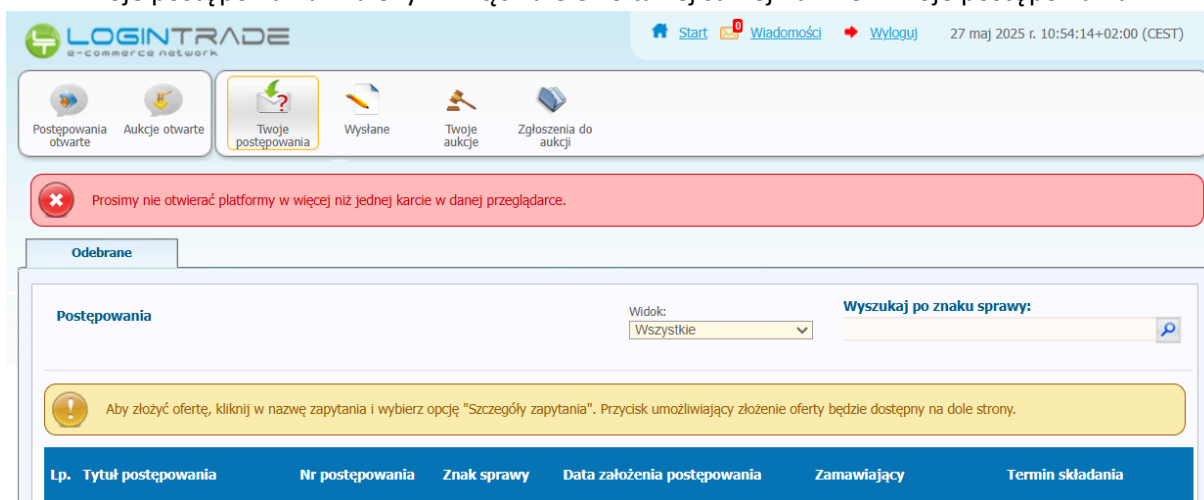 LOGINTRADE
e-commerce network
Start 0 Wiadomości Wyloguj 27 maj 2025 r. 10:54:14+02:00 (CEST)
Postępowania otwarte
Aukcje otwarte
Twoje postępowania
Wysłane
Twoje aukcje
Zgłoszenia do aukcji
Prosimy nie otwierać platformy w więcej niż jednej karcie w danej przeglądarce.
Odebrane
Postępowania
Widok:
Wszystkie
Wyszukaj po znaku sprawy:
Aby złożyć ofertę, kliknij w nazwę zapytania i wybierz opcję "Szczegóły zapytania". Przycisk umożliwiający złożenie oferty będzie dostępny na dole strony.
Lp. Tytuł postępowania Nr postępowania Znak sprawy Data założenia postępowania Zamawiający Termin składania